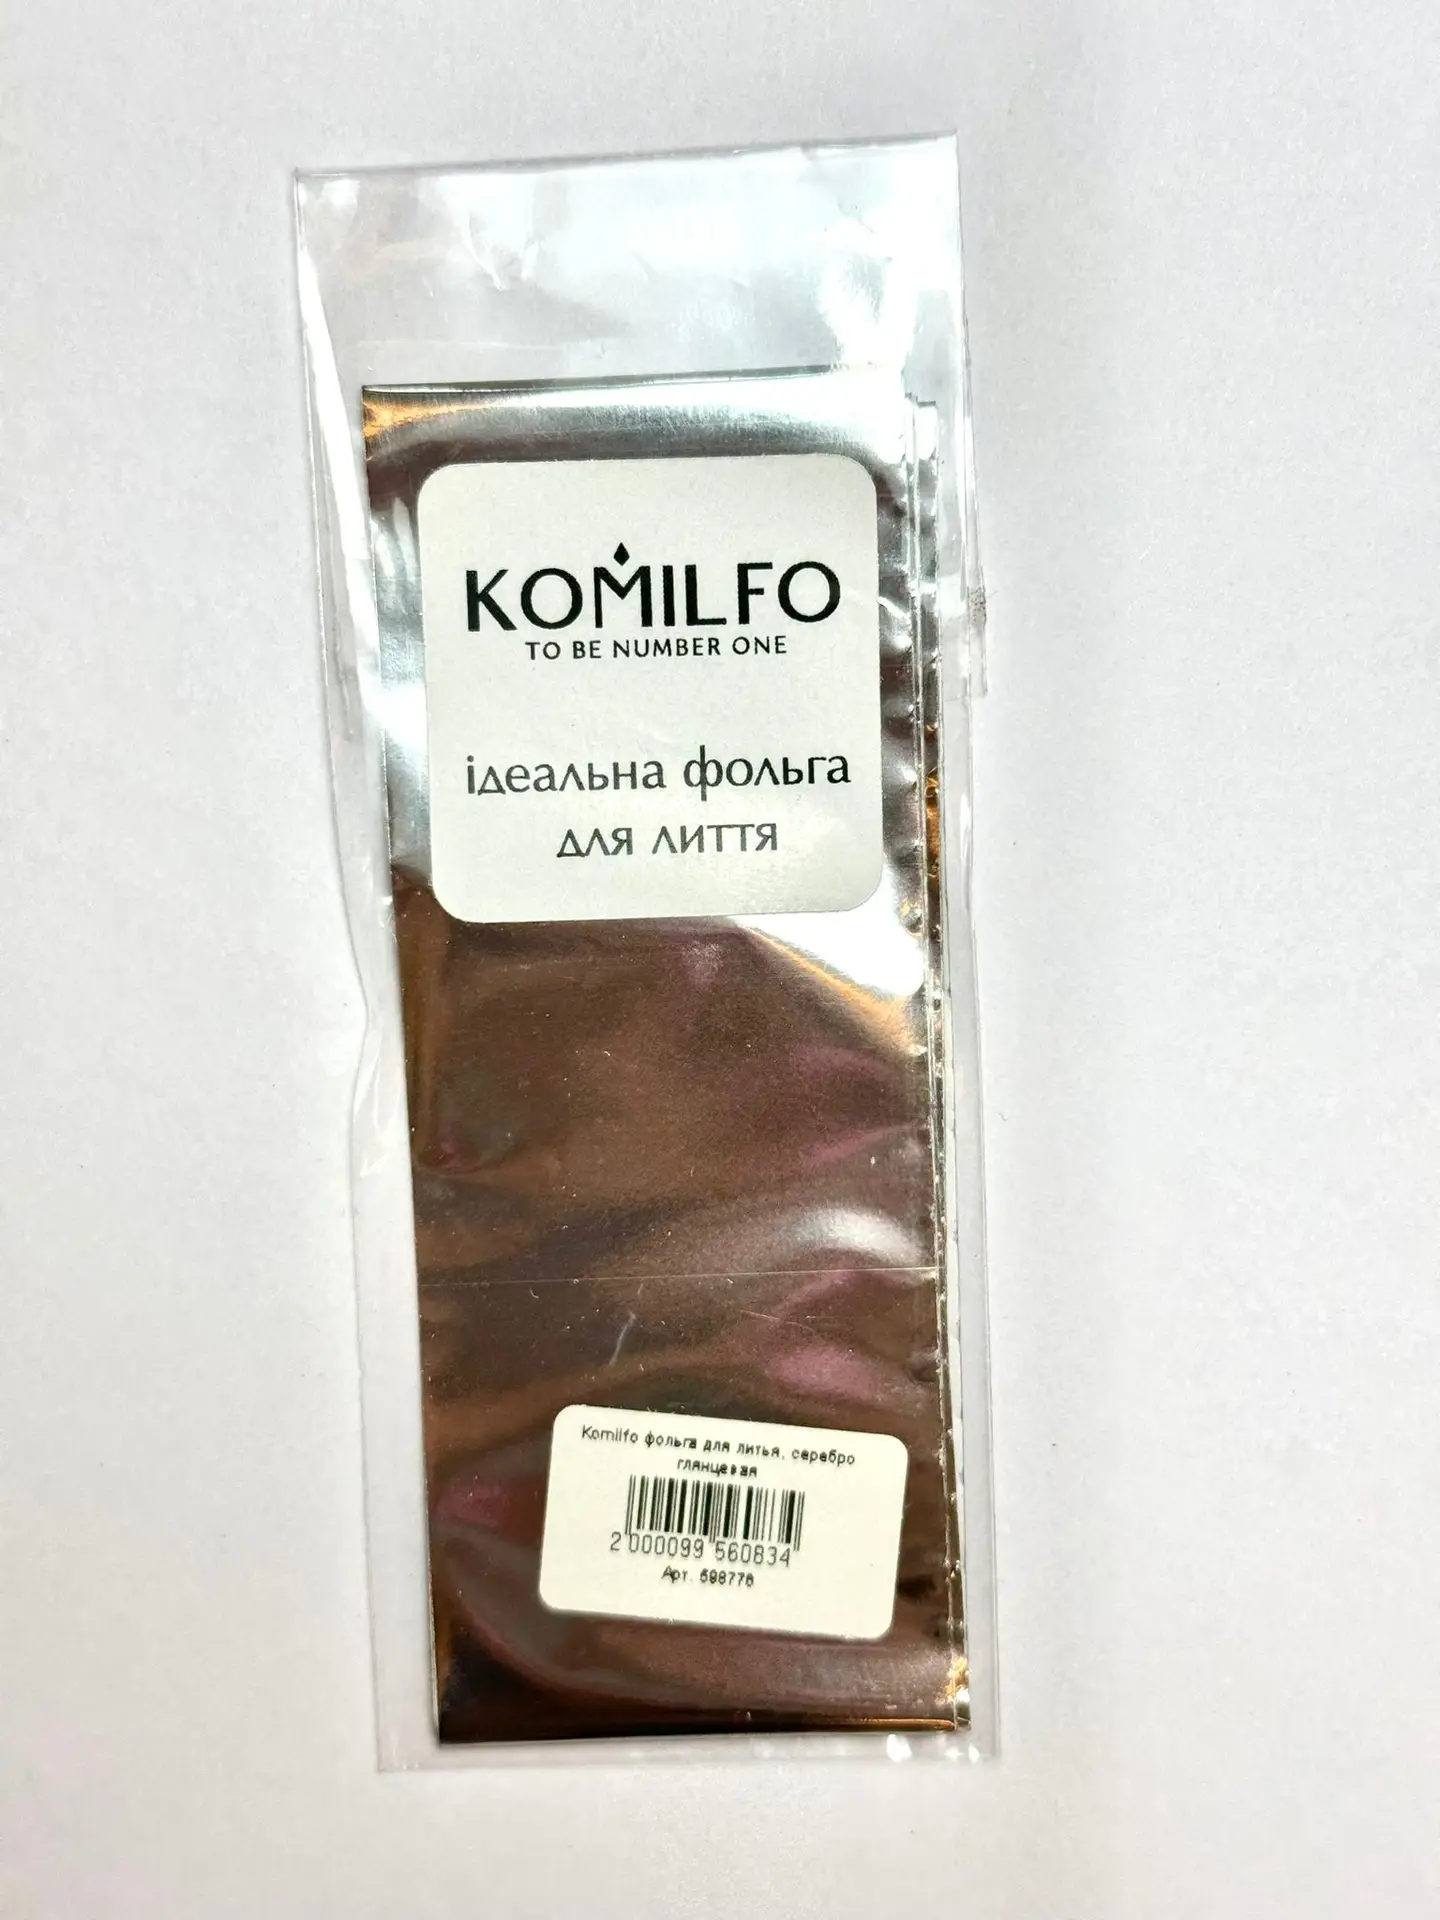 KOMILFO
TO BE NUMBER ONE
ідеальна фольга
для лиття
Komilfo фольга для литья, серебро
глянцевая
2 000099 560834
Арт. 598776